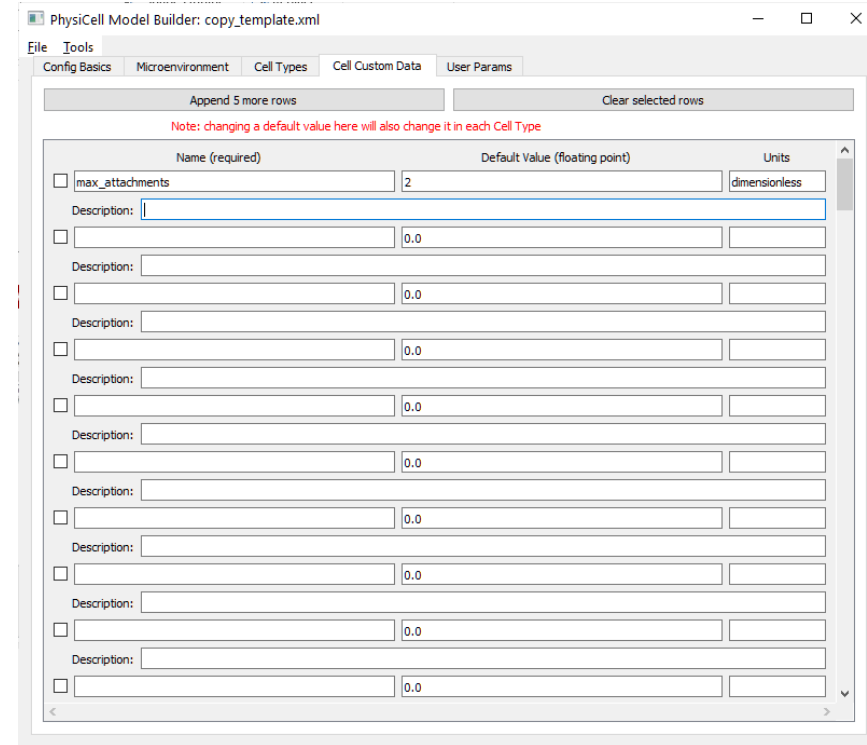 PhysiCell Model Builder: copy_template.xml
File Tools
Config Basics Microenvironment Cell Types Cell Custom Data User Params
Append 5 more rows Clear selected rows
Note: changing a default value here will also change it in each Cell Type
Name (required) Default Value (floating point) Units
max_attachments 2 dimensionless
Description:
0.0
Description:
0.0
Description:
0.0
Description:
0.0
Description:
0.0
Description:
0.0
Description:
0.0
Description:
0.0
Description:
0.0